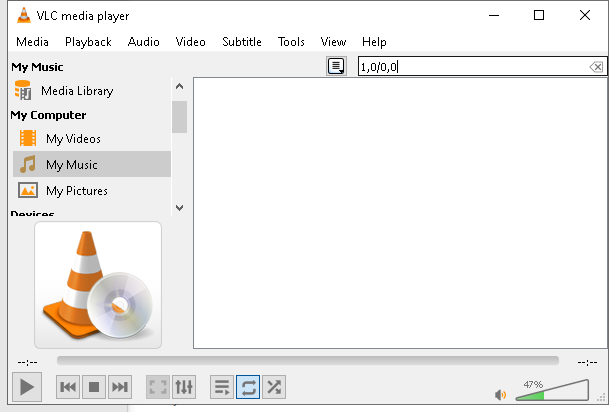 VLC media player
Media Playback Audio Video Subtitle Tools View Help
My Music
1,0/0,0
Media Library
My Computer
My Videos
My Music
My Pictures
Devices
--:--
--:--
47%